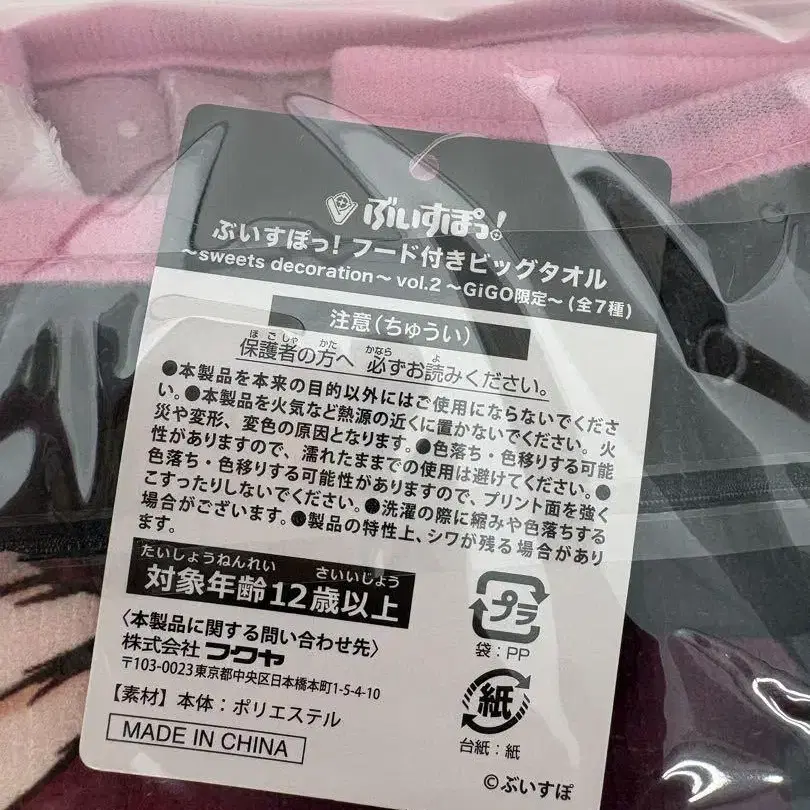 ぶいすぽっ!
ぶいすぽっ! フード付きビッグタオル
〜sweets decoration〜 vol.2 〜GiGO限定〜(全7種)
注意(ちゅうい)
ほごしゃ かた かなら よ
保護者の方へ 必ずお読みください。
●本製品を本来の目的以外にはご使用にならないでくださ
い。●本製品を火気など熱源の近くに置かないでください。火
災や変形、変色の原因となります。●色落ち・色移りする可能
性がありますので、濡れたままでの使用は避けてください。●
色落ち・色移りする可能性がありますので、プリント面を強く
こすったりしないでください。●洗濯の際に縮みや色落ちする
場合がございます。●製品の特性上、シワが残る場合があり
ます。
たいしょうねんれい さいいじょう
対象年齢12歳以上
〈本製品に関する問い合わせ先〉
株式会社フクヤ
〒103-0023東京都中央区日本橋本町1-5-4-10
【素材】本体:ポリエステル
MADE IN CHINA
プラ
袋:PP
紙
台紙:紙
©ぶいすぽ